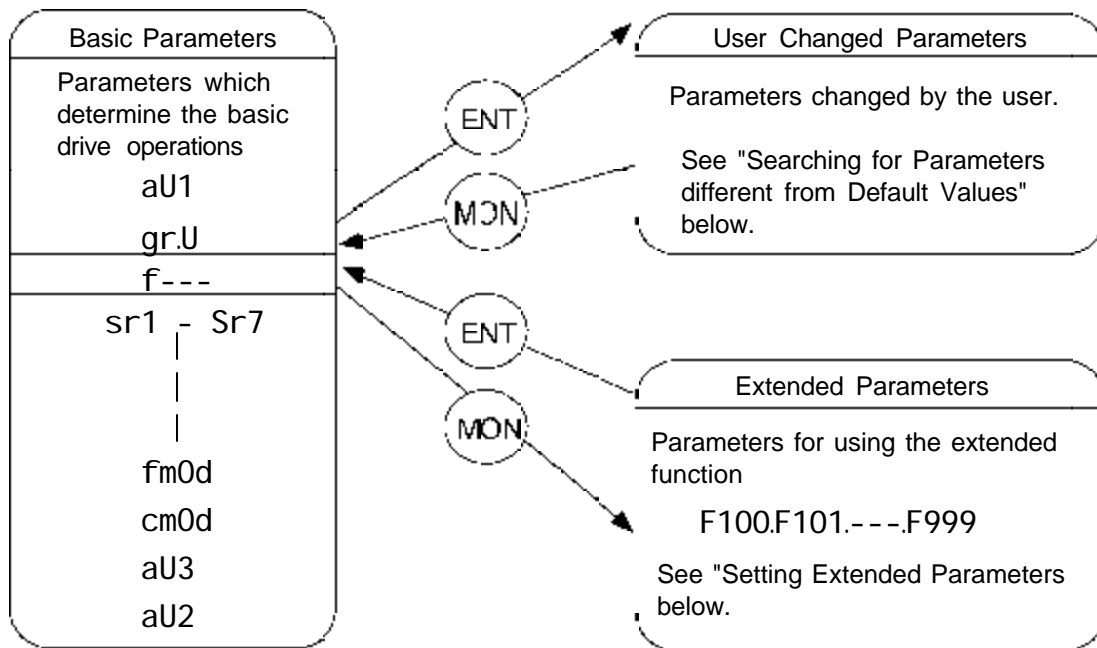 Basic Parameters
Parameters which
determine the basic
drive operations
aU1
gr.U
f---
sr1 - Sr7
fm0d
cm0d
aU3
aU2
ENT
MON
ENT
MON
User Changed Parameters
Parameters changed by the user.
See "Searching for Parameters
different from Default Values"
below.
Extended Parameters
Parameters for using the extended
function
F100.F101.---.F999
See "Setting Extended Parameters
below.